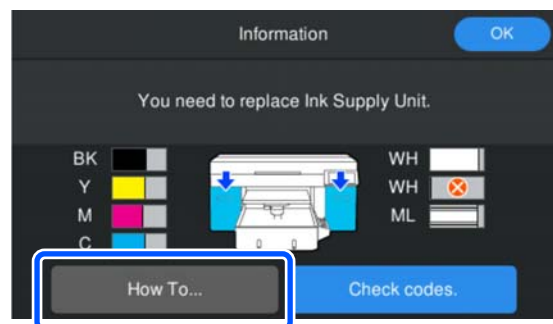 Information
OK
You need to replace Ink Supply Unit.
BK
Y
M
C
WH
WH
ML
How To...
Check codes.